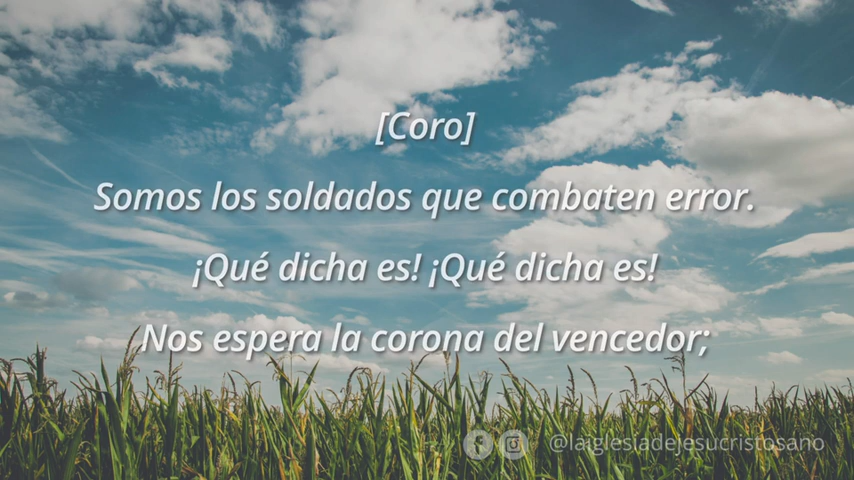 [Coro]
Somos los soldados que combaten error.
¡Qué dicha es! ¡Qué dicha es!
Nos espera la corona del vencedor;
@laiglesiadejesucristosano